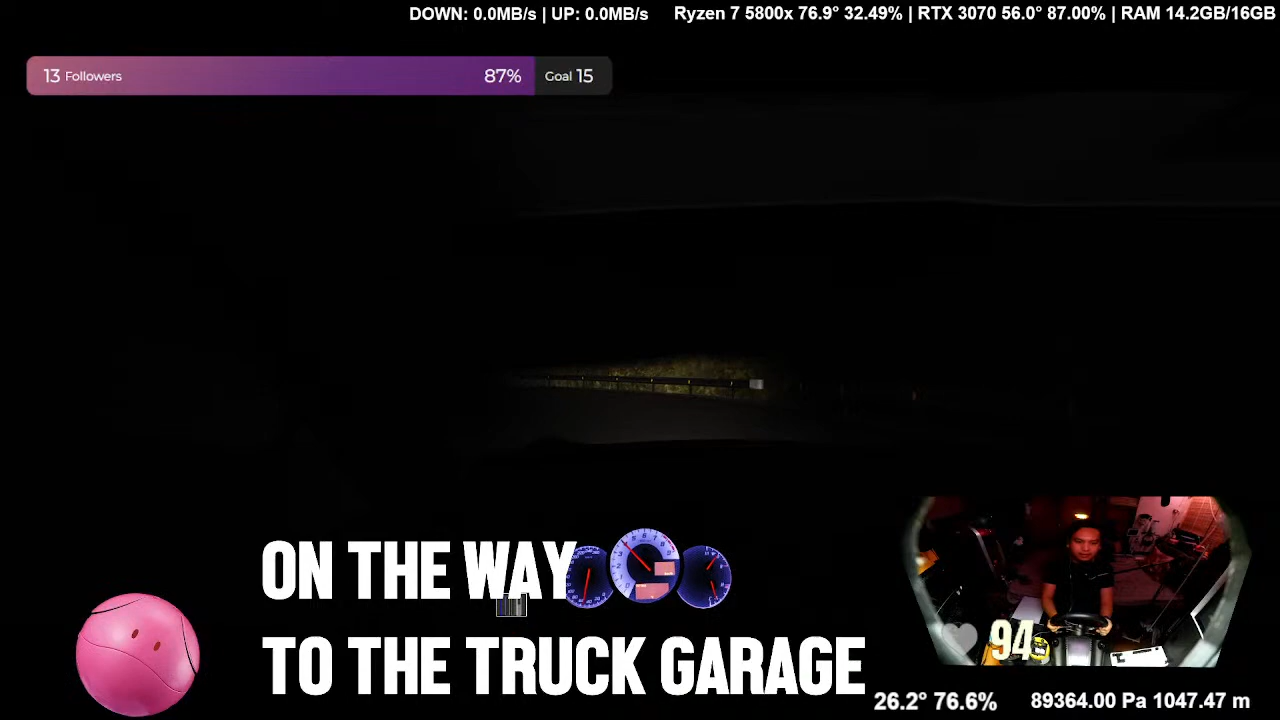 DOWN: 0.0MB/s | UP: 0.0MB/s Ryzen 7 5800x 76.9° 32.49% | RTX 3070 56.0° 87.00% | RAM 14.2GB/16GB
13 Followers 87% Goal 15
ON THE WAY
TO THE TRUCK GARAGE
94
26.2° 76.6% 89364.00 Pa 1047.47 m